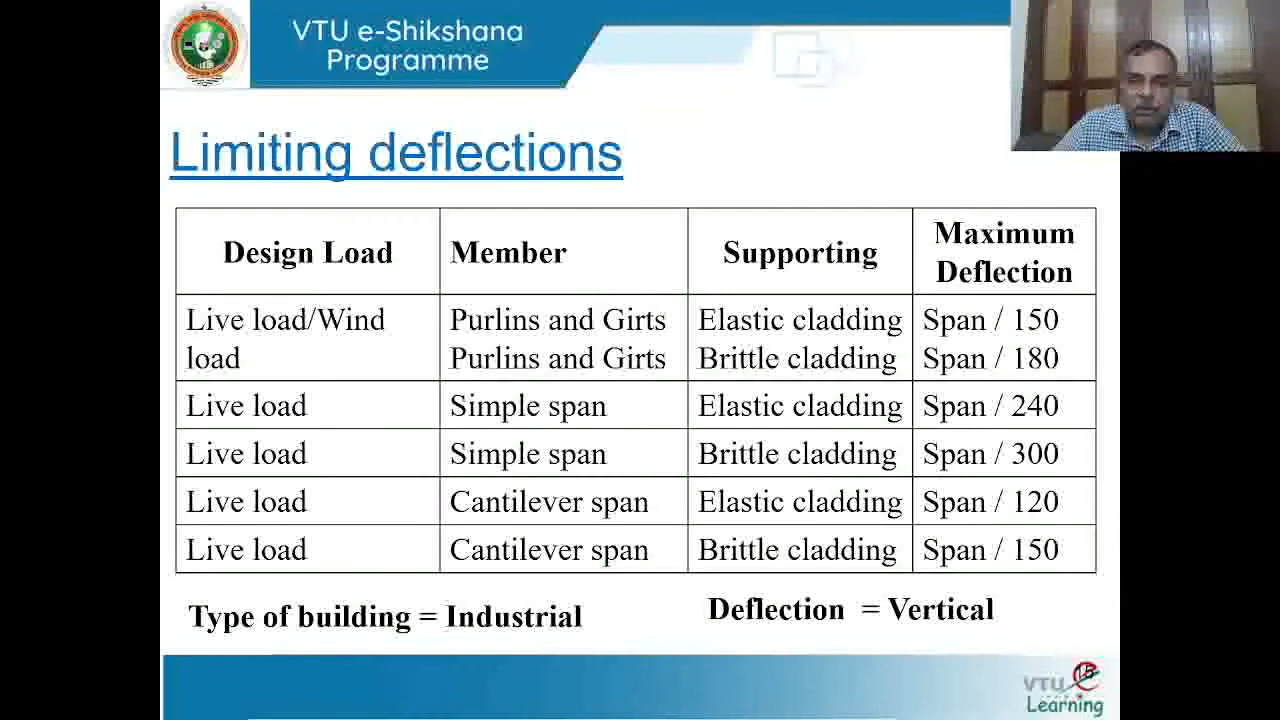 VTU e-Shikshana
Programme
Limiting deflections
Design Load Member Supporting Maximum Deflection
Live load/Wind load Purlins and Girts Elastic cladding Span / 150
Purlins and Girts Brittle cladding Span / 180
Live load Simple span Elastic cladding Span / 240
Live load Simple span Brittle cladding Span / 300
Live load Cantilever span Elastic cladding Span / 120
Live load Cantilever span Brittle cladding Span / 150
Type of building = Industrial Deflection = Vertical
15
VTU e
Learning